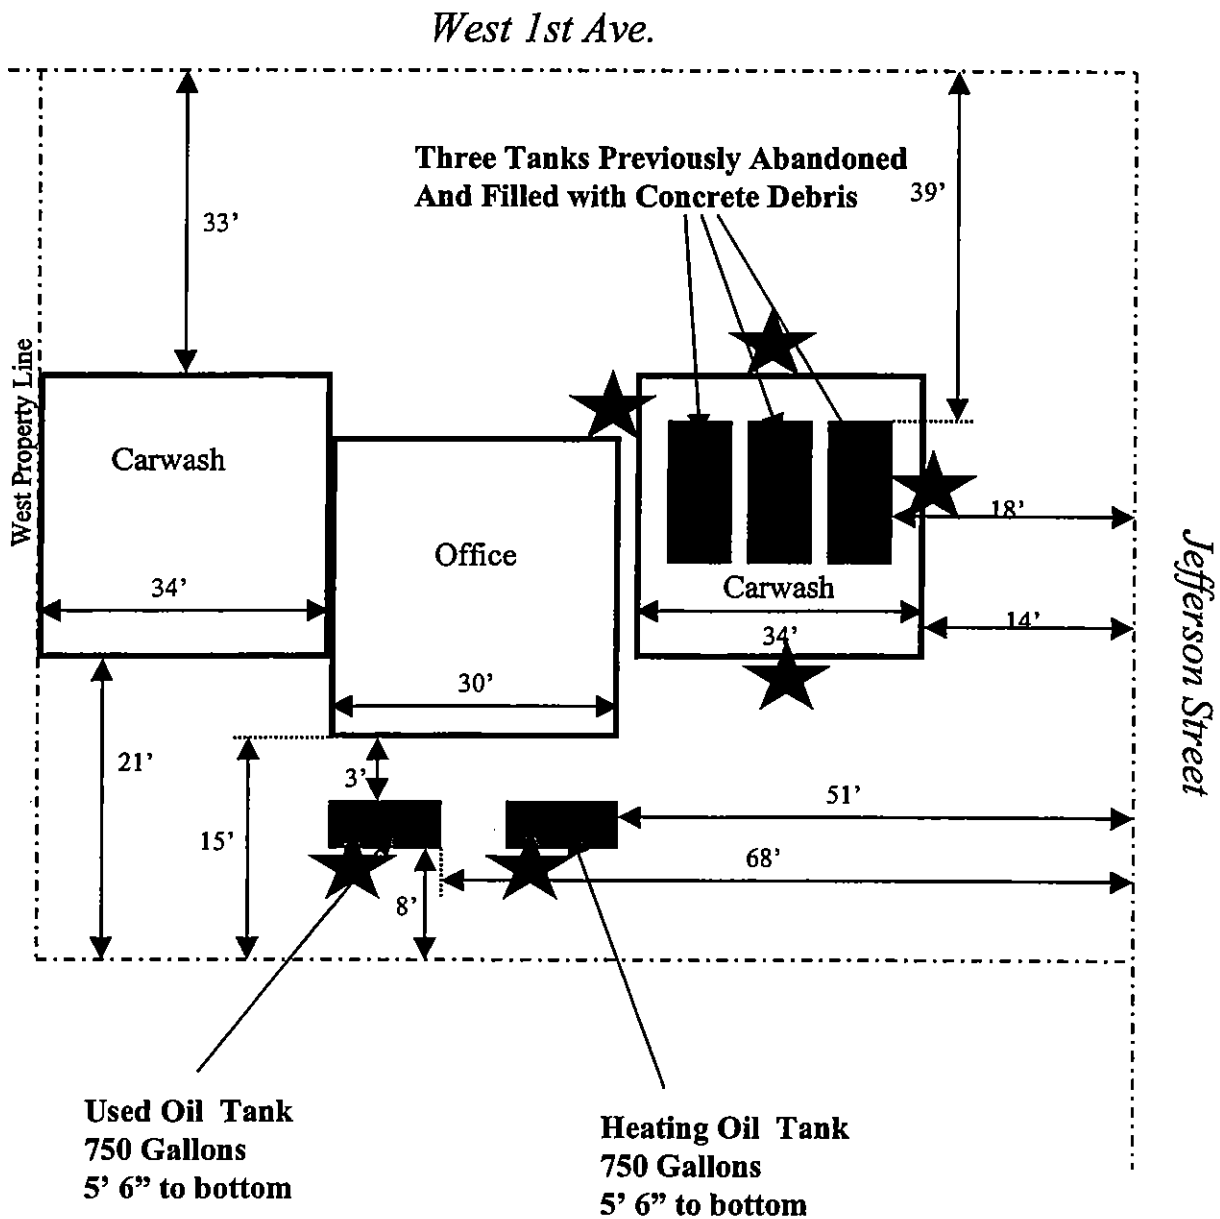 West 1st Ave.
Three Tanks Previously Abandoned
And Filled with Concrete Debris
39'
33'
West Property Line
Carwash
Office
18'
Carwash
34'
34'
14'
30'
Jefferson Street
21'
3'
51'
15'
68'
8'
Used Oil Tank
750 Gallons
5' 6” to bottom
Heating Oil Tank
750 Gallons
5' 6” to bottom